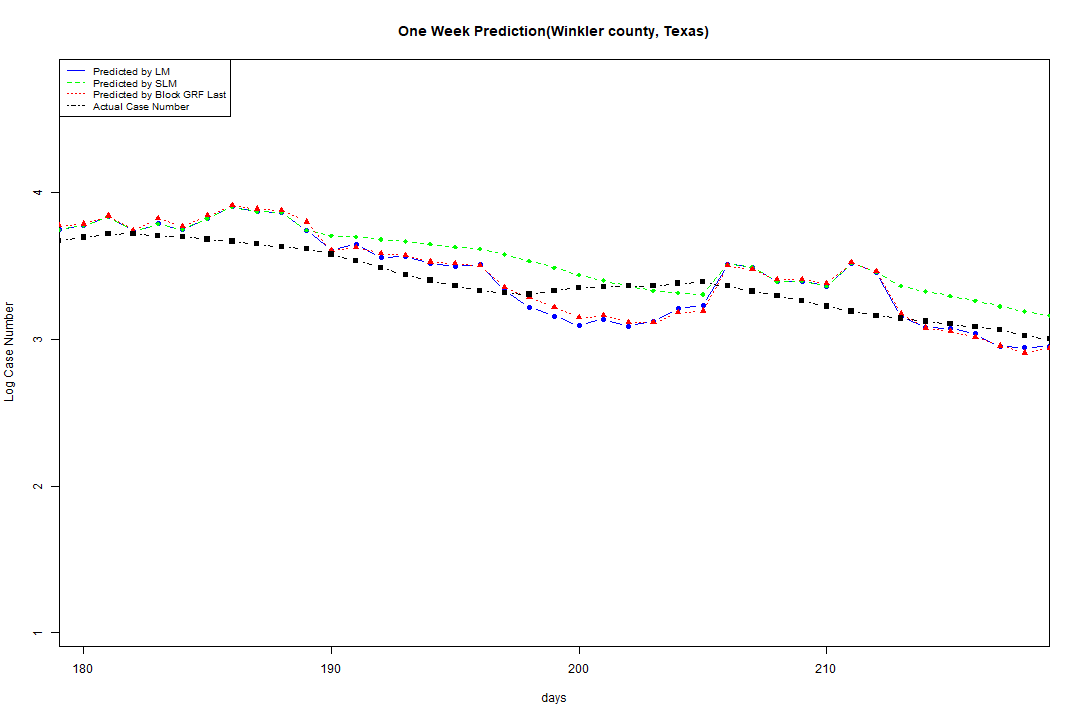 One Week Prediction(Winkler county, Texas)
Predicted by LM
Predicted by SLM
Predicted by Block GRF Last
Actual Case Number
Log Case Number
4
3
2
1
180 190 200 210
days